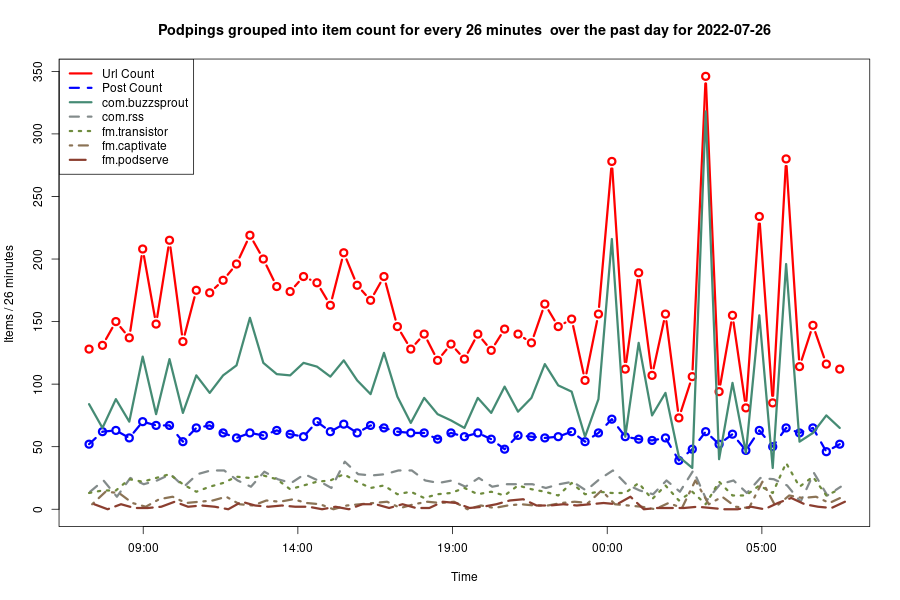 Podpings grouped into item count for every 26 minutes  over the past day for 2022-07-26
Items / 26 minutes
350
300
250
200
150
100
50
0
Url Count
Post Count
com.buzzsprout
com.rss
fm.transistor
fm.captivate
fm.podserve
09:00
14:00
19:00
00:00
05:00
Time